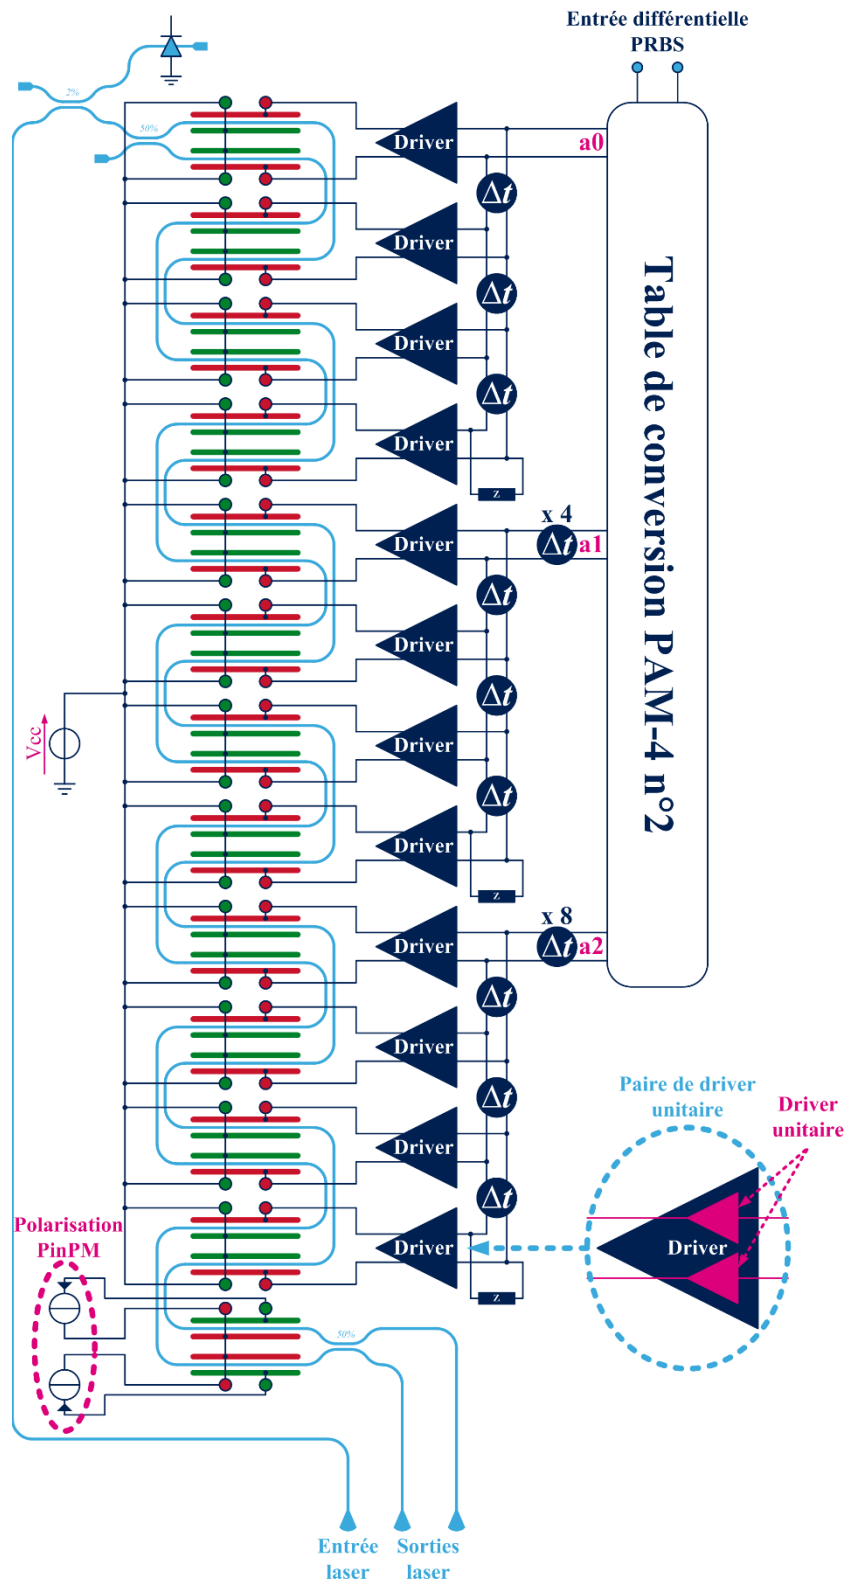 Entrée différentielle
PRBS
2%
50%
Driver
a0
Δt
Driver
Δt
Driver
Δt
Driver
Z
x 4
Driver
Δt
a1
Δt
Driver
Δt
Driver
Δt
Driver
Z
x 8
Driver
Δt
a2
Δt
Driver
Δt
Driver
Δt
Driver
Z
Table de conversion PAM-4 n°2
Vcc
Paire de driver
unitaire
Driver
unitaire
Driver
Polarisation
PinPM
50%
Entrée
laser
Sorties
laser